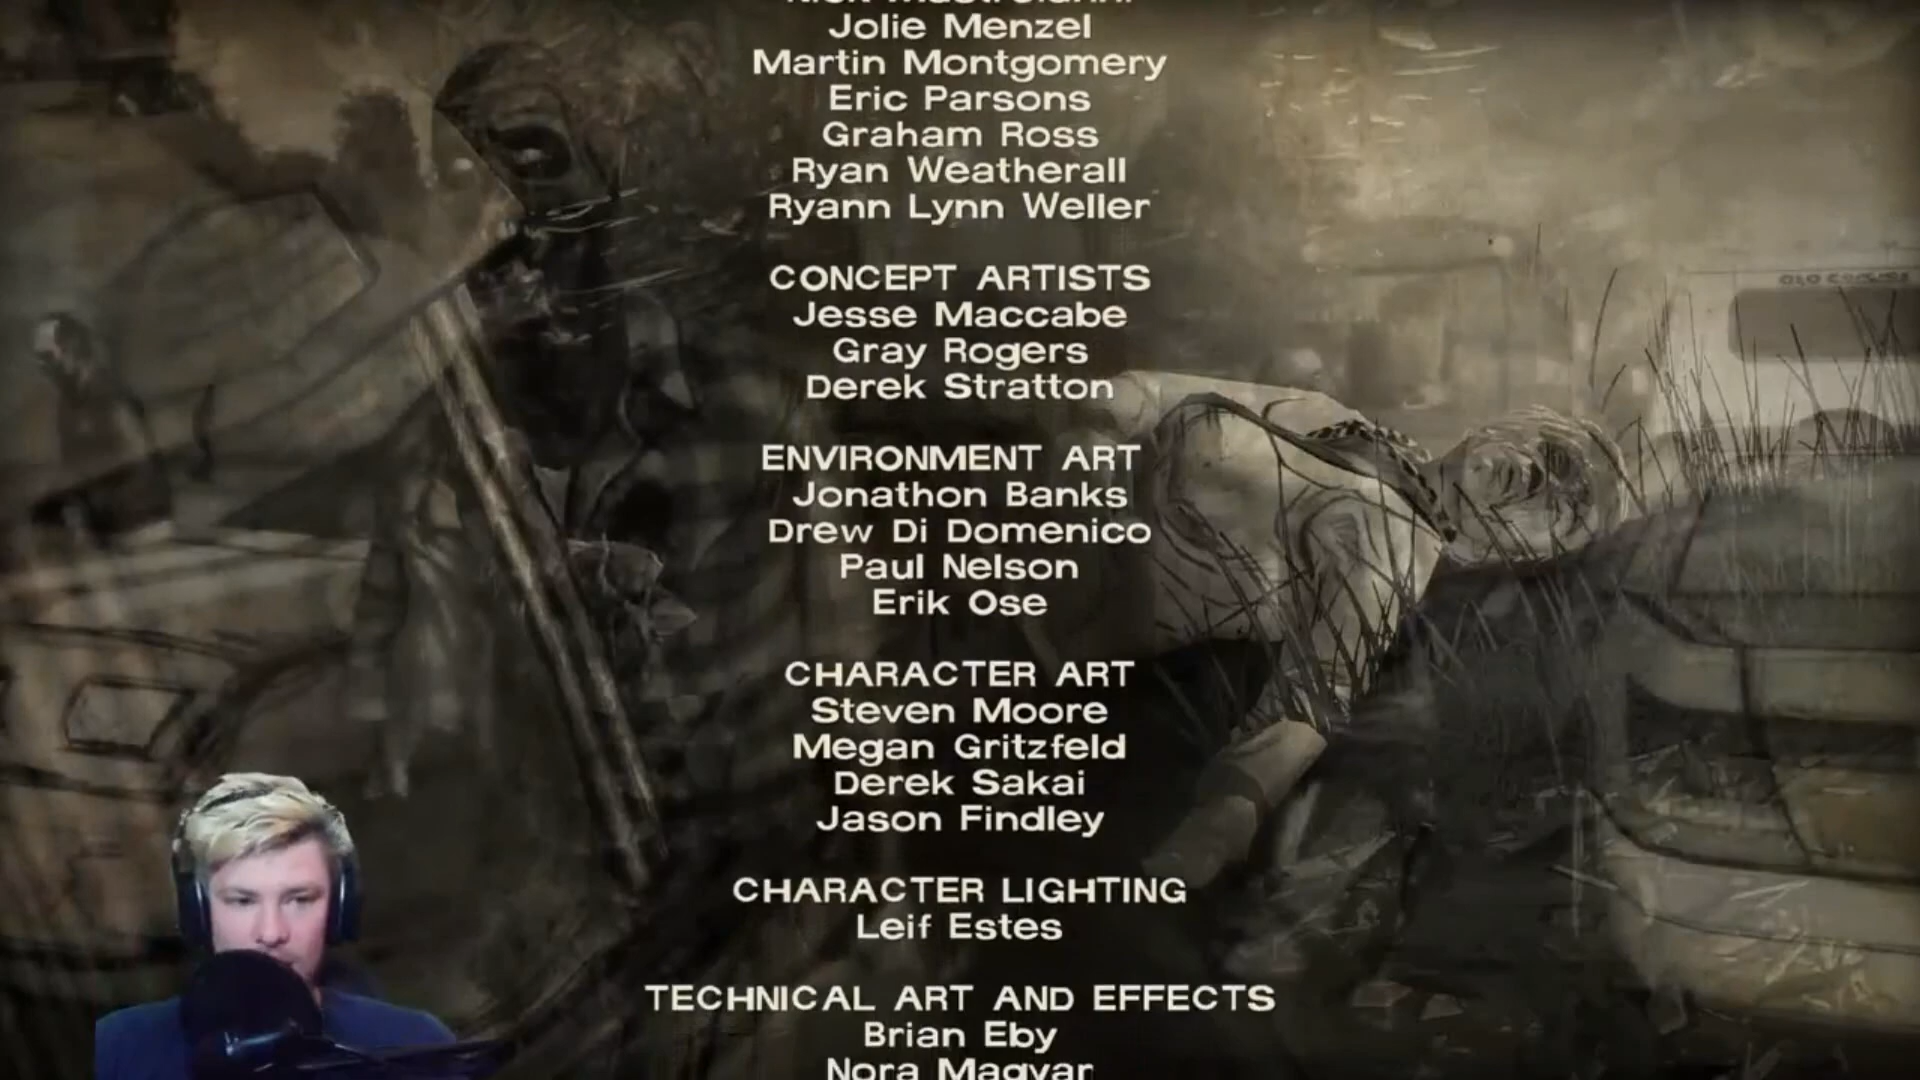 Jolie Menzel
Martin Montgomery
Eric Parsons
Graham Ross
Ryan Weatherall
Ryann Lynn Weller
CONCEPT ARTISTS
Jesse Maccabe
Gray Rogers
Derek Stratton
ENVIRONMENT ART
Jonathon Banks
Drew Di Domenico
Paul Nelson
Erik Ose
CHARACTER ART
Steven Moore
Megan Gritzfeld
Derek Sakai
Jason Findley
CHARACTER LIGHTING
Leif Estes
TECHNICAL ART AND EFFECTS
Brian Eby
Nora Magyar